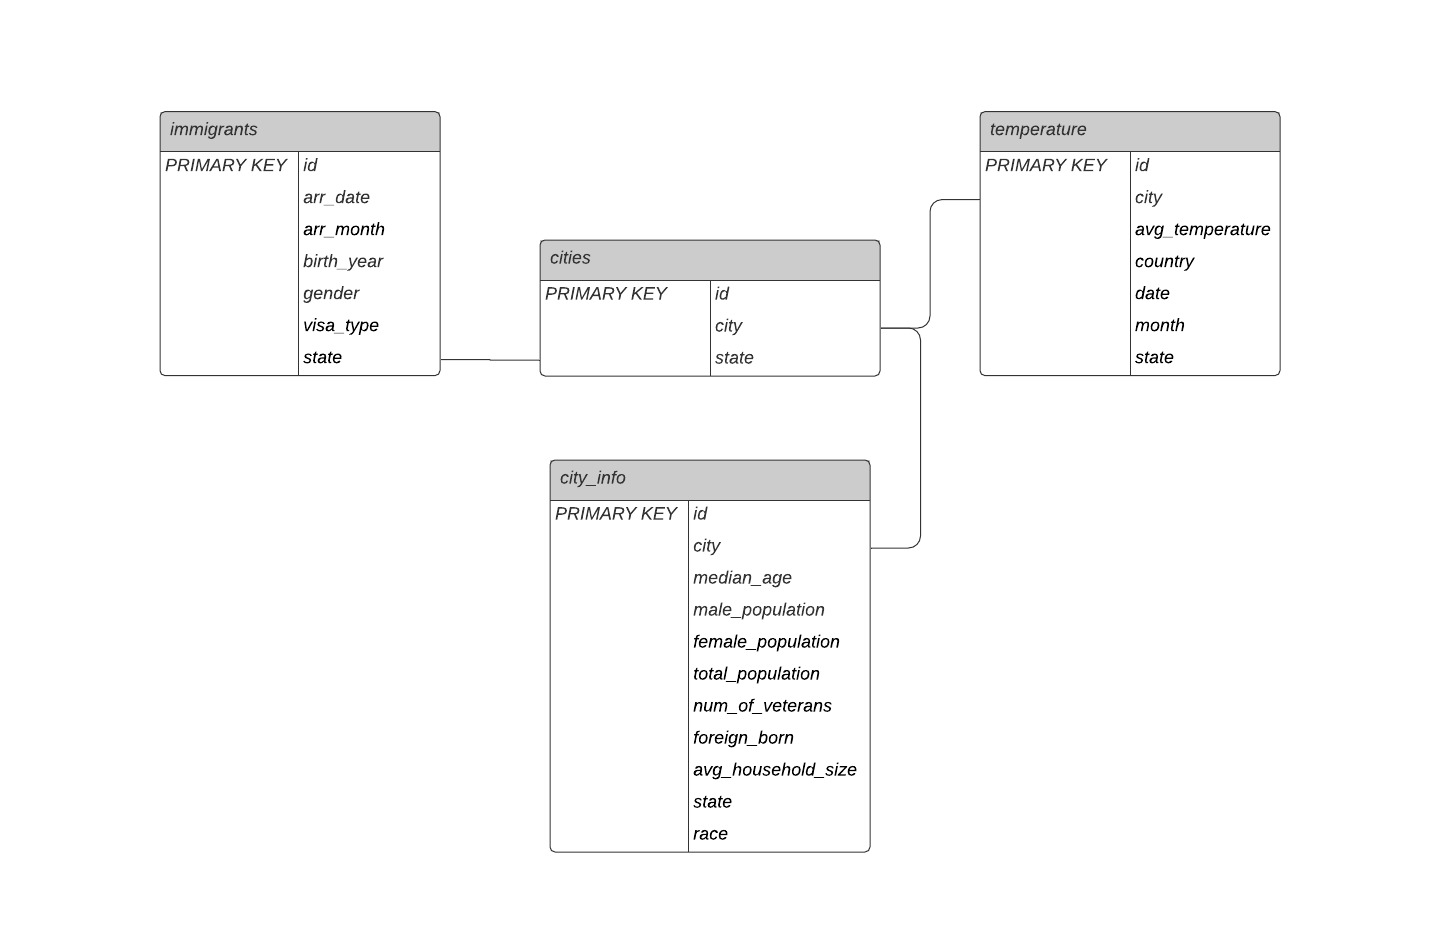 immigrants
PRIMARY KEY id
arr_date
arr_month
birth_year
gender
visa_type
state
cities
PRIMARY KEY id
city
state
temperature
PRIMARY KEY id
city
avg_temperature
country
date
month
state
city_info
PRIMARY KEY id
city
median_age
male_population
female_population
total_population
num_of_veterans
foreign_born
avg_household_size
state
race